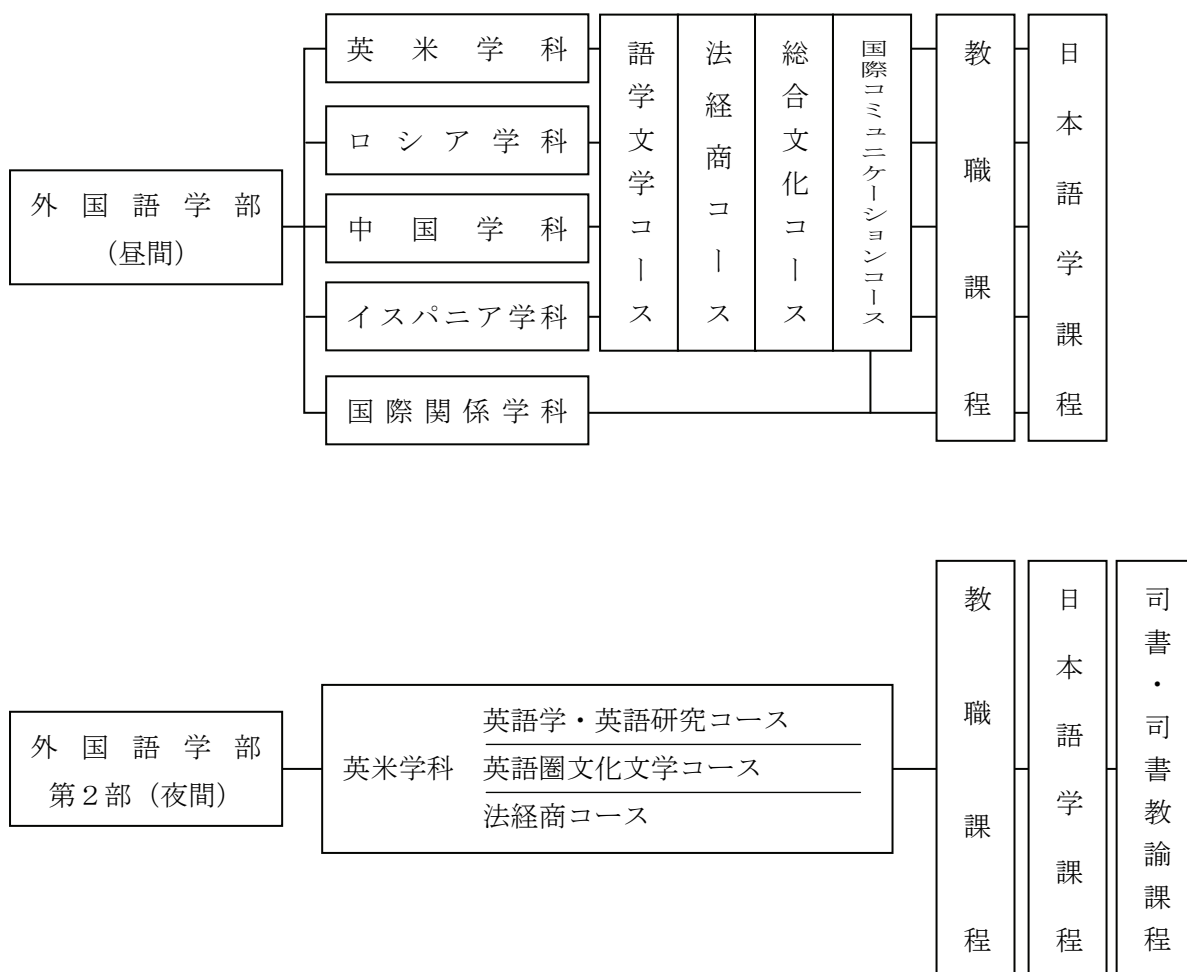 外国語学部
（昼間）
英米学科
ロシア学科
中国学科
イスパニア学科
国際関係学科
語学文学コース
法経商コース
総合文化コース
国際コミュニケーションコース
教職課程
日本語学課程
外国語学部
第２部（夜間）
英米学科
英語学・英語研究コース
英語圏文化文学コース
法経商コース
教職課程
日本語学課程
司書・司書教諭課程